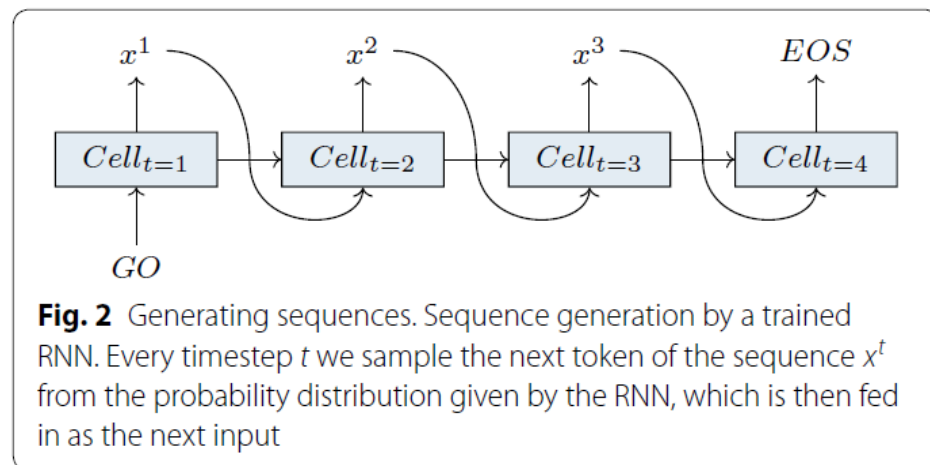 x^1 x^2 x^3 EOS
Cell_{t=1} Cell_{t=2} Cell_{t=3} Cell_{t=4}
GO
Fig. 2 Generating sequences. Sequence generation by a trained
RNN. Every timestep t we sample the next token of the sequence x^t
from the probability distribution given by the RNN, which is then fed
in as the next input